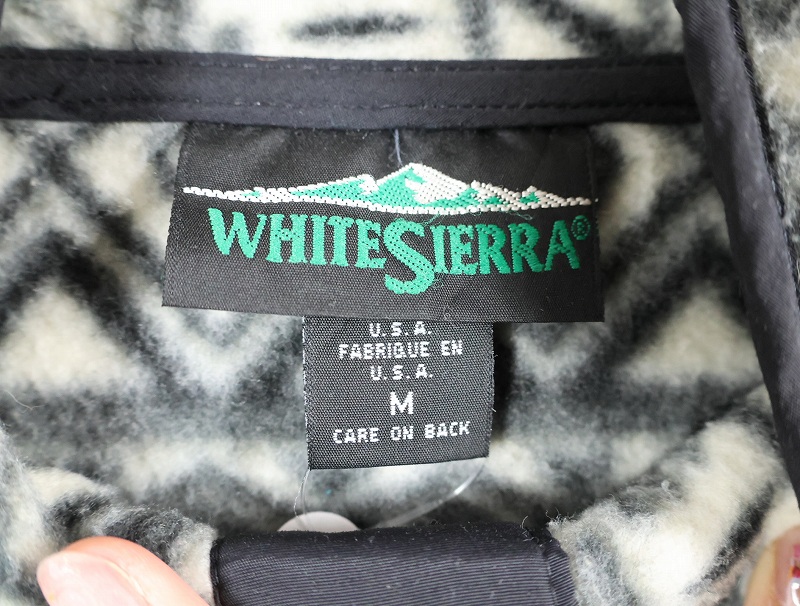 WHITESIERRA®
U.S.A.
FABRIQUE EN
U.S.A.
M
CARE ON BACK